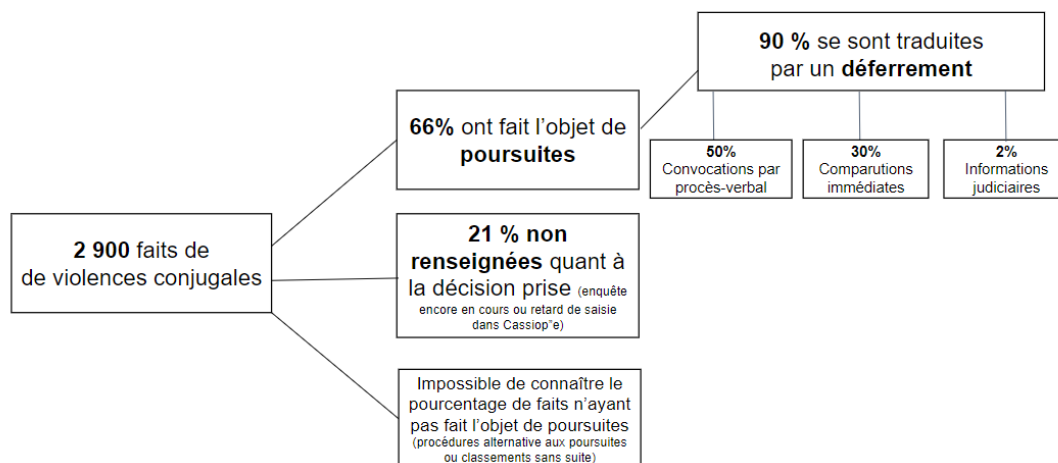 2 900 faits de
de violences conjugales
66% ont fait l’objet de
poursuites
90 % se sont traduites
par un déferrement
50%
Convocations par
procès-verbal
30%
Comparutions
immédiates
2%
Informations
judiciaires
21 % non
renseignées quant à
la décision prise (enquête
encore en cours ou retard de saisie
dans Cassiop"e)
Impossible de connaître le
pourcentage de faits n’ayant
pas fait l’objet de poursuites
(procédures alternative aux poursuites
ou classements sans suite)